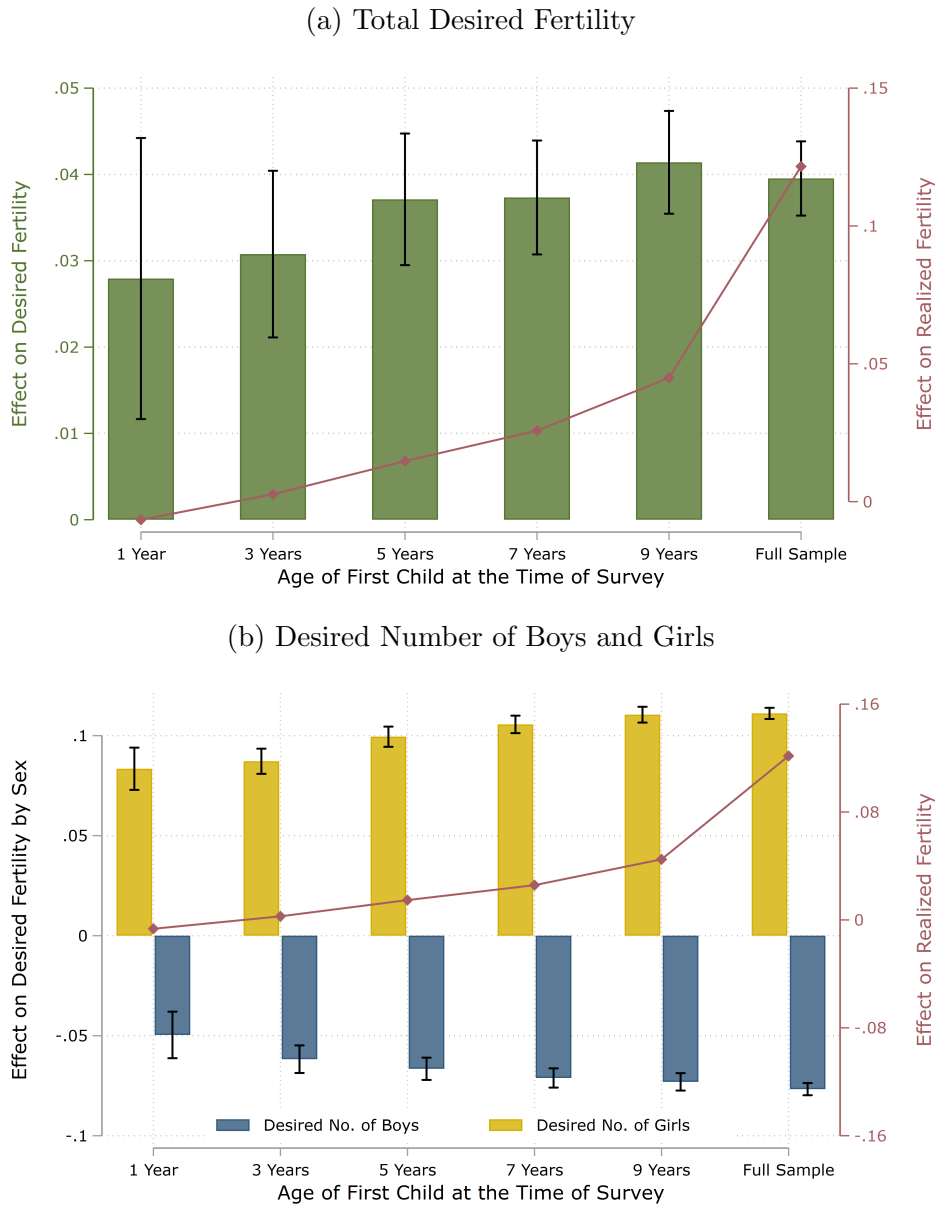 (a) Total Desired Fertility
.05
.04
.03
.02
.01
0
Effect on Desired Fertility
.15
.1
.05
0
Effect on Realized Fertility
1 Year 3 Years 5 Years 7 Years 9 Years Full Sample
Age of First Child at the Time of Survey
(b) Desired Number of Boys and Girls
.1
.05
0
-.05
-.1
Effect on Desired Fertility by Sex
.16
.08
0
-.08
-.16
Effect on Realized Fertility
Desired No. of Boys Desired No. of Girls
1 Year 3 Years 5 Years 7 Years 9 Years Full Sample
Age of First Child at the Time of Survey